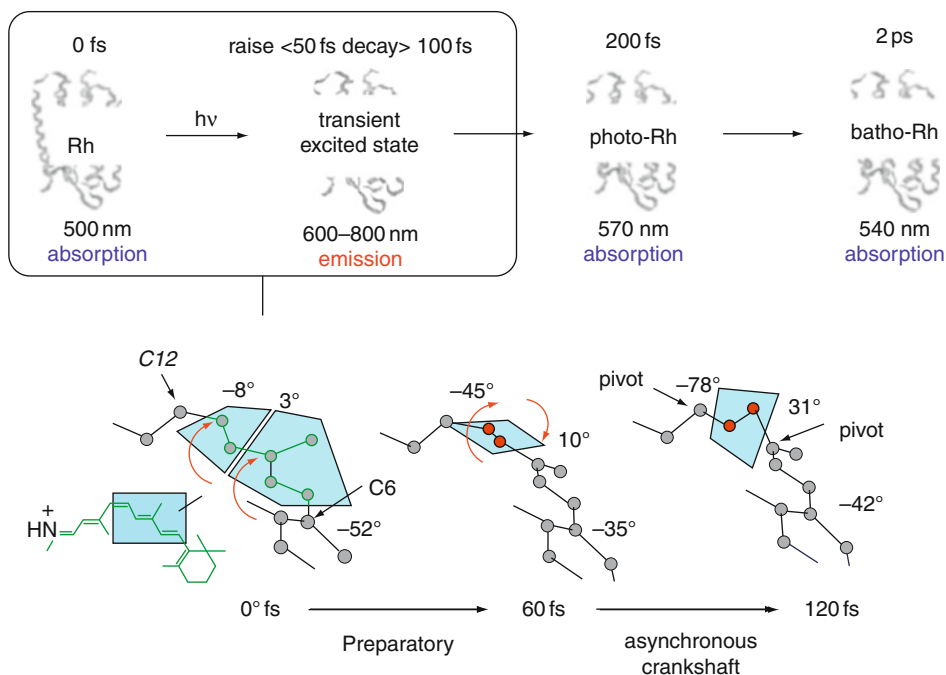 0 fs
raise <50 fs decay> 100 fs
200 fs
2 ps
Rh
hν
transient
excited state
photo-Rh
batho-Rh
500 nm
absorption
600–800 nm
emission
570 nm
absorption
540 nm
absorption
C12
–8°
3°
C6
–52°
+
HN
–45°
10°
–35°
pivot
–78°
31°
pivot
–42°
0° fs
60 fs
120 fs
Preparatory
asynchronous
crankshaft